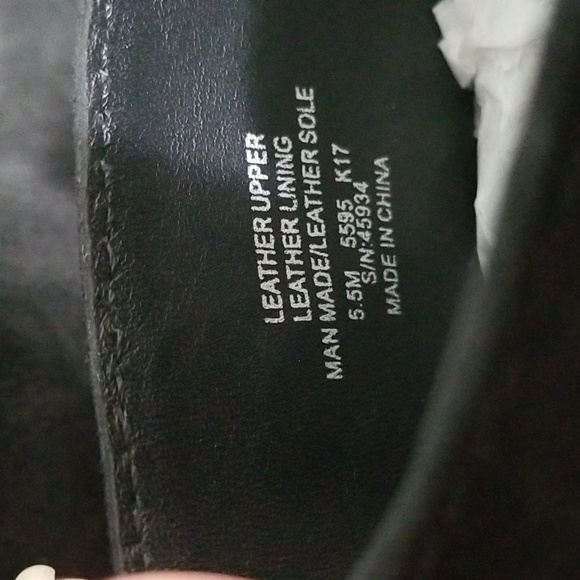 LEATHER UPPER
LEATHER LINING
MAN MADE/LEATHER SOLE
5.5M 5595 K17
S/N:45934
MADE IN CHINA